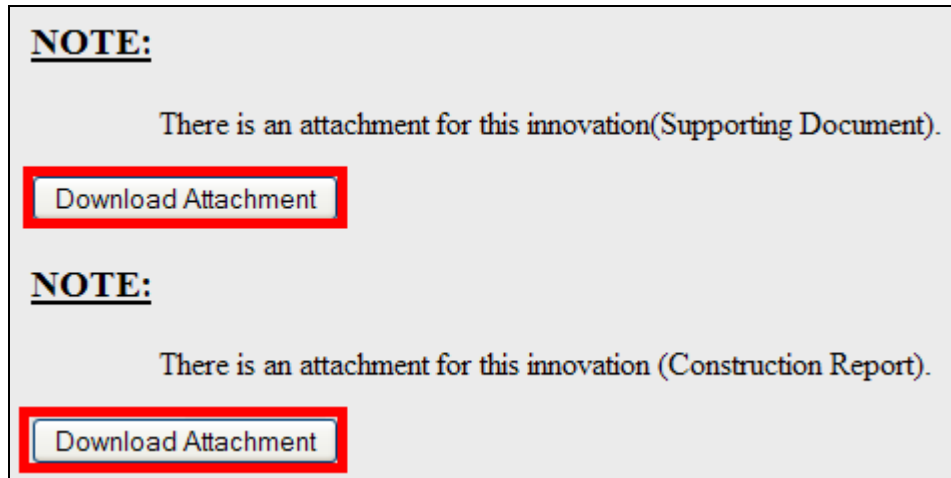 NOTE:
There is an attachment for this innovation(Supporting Document).
Download Attachment
NOTE:
There is an attachment for this innovation (Construction Report).
Download Attachment